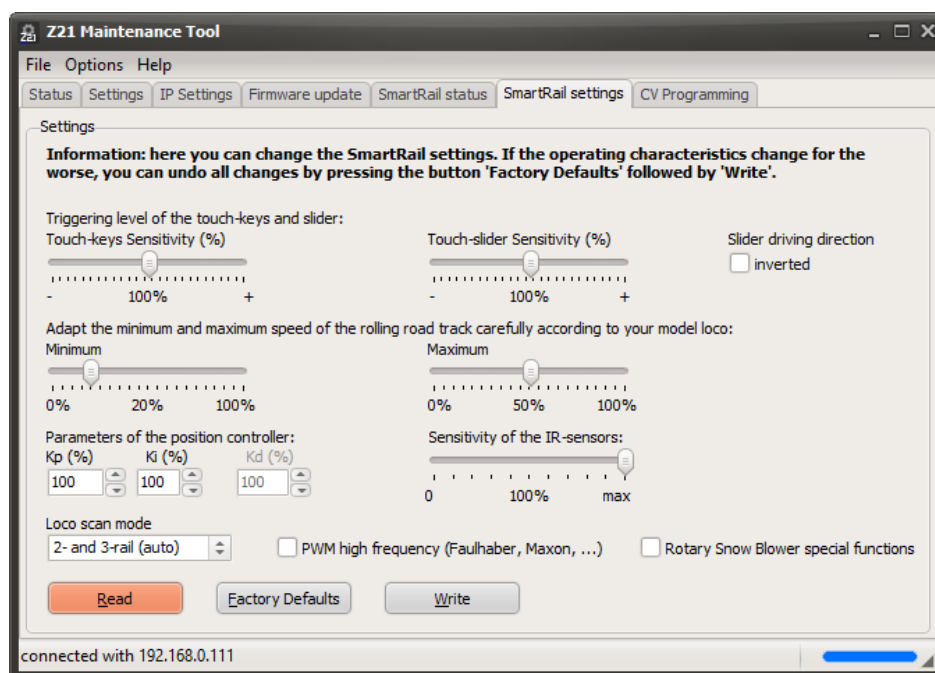 Z21 Maintenance Tool
File Options Help
Status Settings IP Settings Firmware update SmartRail status SmartRail settings CV Programming
Settings
Information: here you can change the SmartRail settings. If the operating characteristics change for the
worse, you can undo all changes by pressing the button 'Factory Defaults' followed by 'Write'.
Triggering level of the touch-keys and slider:
Touch-keys Sensitivity (%) Touch-slider Sensitivity (%) Slider driving direction
inverted
- 100% + - 100% +
Adapt the minimum and maximum speed of the rolling road track carefully according to your model loco:
Minimum Maximum
0% 20% 100% 0% 50% 100%
Parameters of the position controller: Sensitivity of the IR-sensors:
Kp (%) Ki (%) Kd (%)
100 100 100
0 100% max
Loco scan mode
2- and 3-rail (auto) PWM high frequency (Faulhaber, Maxon, ...) Rotary Snow Blower special functions
Read Factory Defaults Write
connected with 192.168.0.111